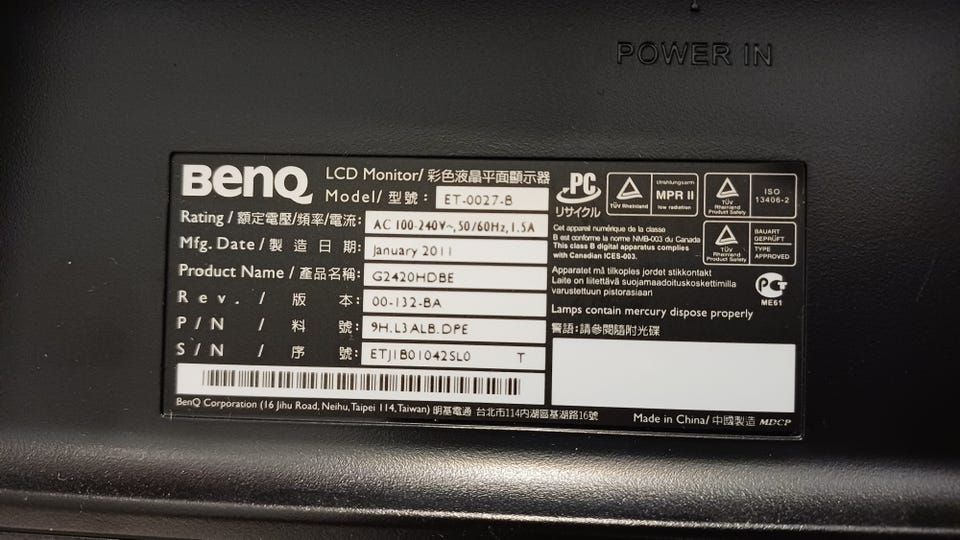 POWER IN
BenQ
LCD Monitor/ 彩色液晶平面顯示器
Model/ 型號: ET-0027-B
Rating / 額定電壓/頻率/電流: AC 100-240V~, 50/60Hz, 1.5A
Mfg. Date / 製造日期: January 2011
Product Name / 產品名稱: G2420HDBE
Rev. / 版本: 00-132-BA
P/N / 料號: 9H.L3ALB.DPE
S/N / 序號: ETJ1B01042SL0 T
BenQ Corporation (16 Jihu Road, Neihu, Taipei 114, Taiwan) 明基電通 台北市114內湖區基湖路16號
PC
リサイクル
TÜV Rheinland
Strahlungsarm
MPR II
low radiation
TÜV
Rheinland
Product Safety
ISO
13406-2
TÜV
Rheinland
Product Safety
BAUART
GEPRÜFT
TYPE
APPROVED
Cet appareil numérique de la classe
B est conforme la norme NMB-003 du Canada
This class B digital apparatus complies
with Canadian ICES-003.
Apparatet må tilkoples jordet stikkontakt
Laite on liitettävä suojamaadoituskoskettimilla
varustettuun pistorasiaan
ME61
Lamps contain mercury dispose properly
警語:請參閱隨附光碟
Made in China/ 中國製造 MDCP